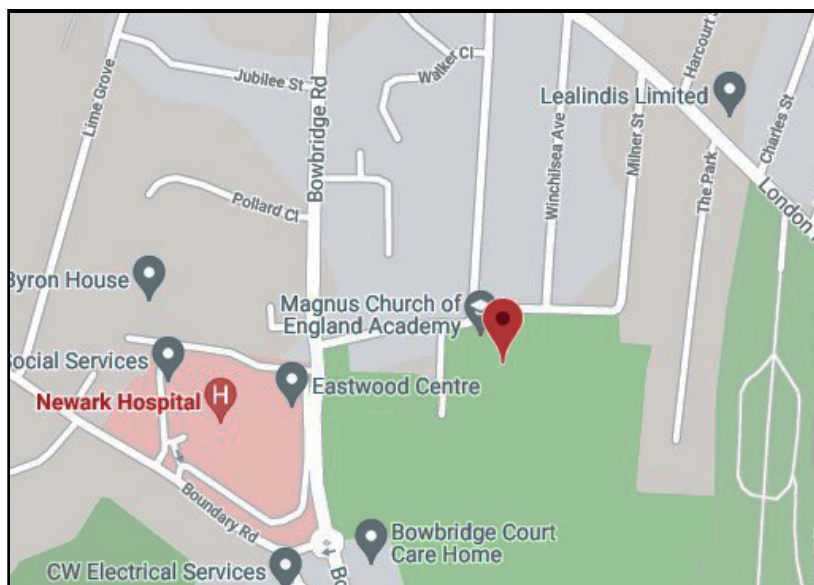 Jubilee St
Lime Grove
Bowbridge Rd
Walker Cl
Winchilsea Ave
Milner St
Lealindis Limited
Charles St
The Park
Pollard Cl
Byron House
Magnus Church of
England Academy
Social Services
Newark Hospital
H
Eastwood Centre
Boundary Rd
Bowbridge Court
Care Home
CW Electrical Services
London
Harcourt